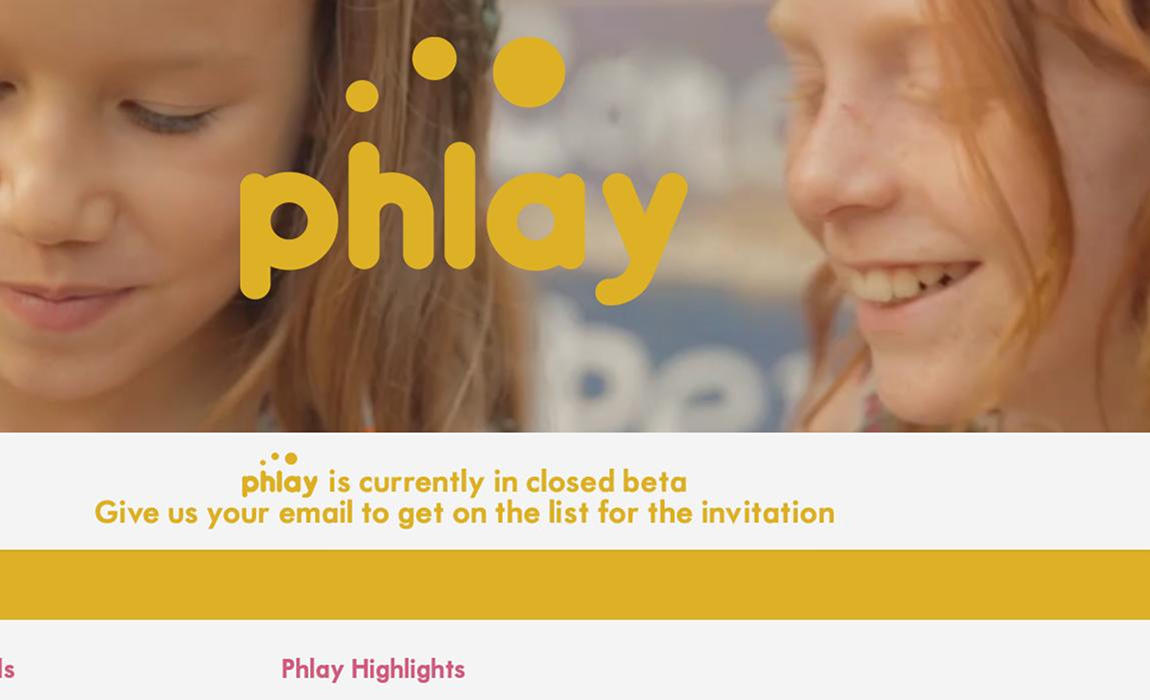 phlay
phlay is currently in closed beta
Give us your email to get on the list for the invitation
Phlay Highlights